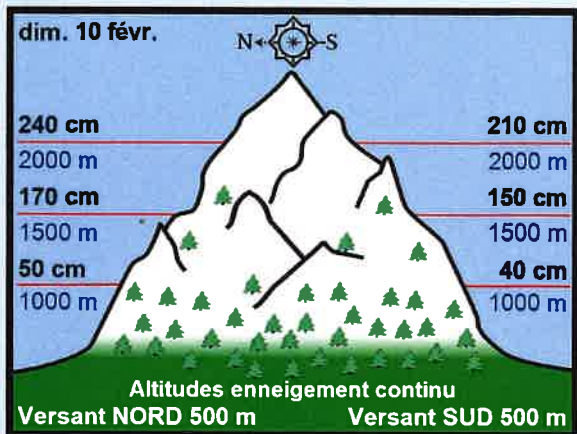 dim. 10 févr.
N S
240 cm 210 cm
2000 m 2000 m
170 cm 150 cm
1500 m 1500 m
50 cm 40 cm
1000 m 1000 m
Altitudes enneigement continu
Versant NORD 500 m Versant SUD 500 m